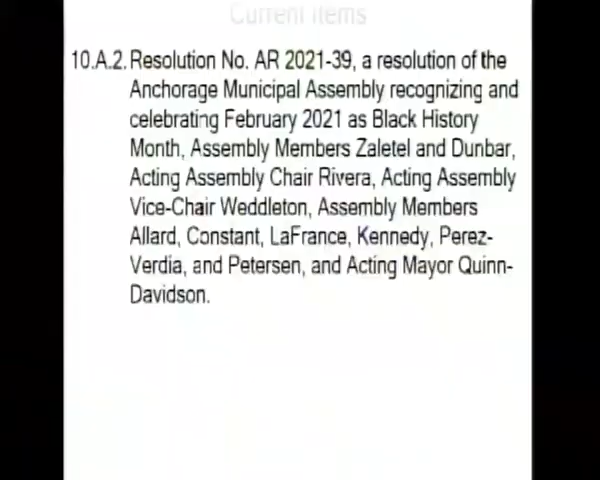 Current Items
10.A.2. Resolution No. AR 2021-39, a resolution of the
Anchorage Municipal Assembly recognizing and
celebrating February 2021 as Black History
Month, Assembly Members Zaletel and Dunbar,
Acting Assembly Chair Rivera, Acting Assembly
Vice-Chair Weddleton, Assembly Members
Allard, Constant, LaFrance, Kennedy, Perez-
Verdia, and Petersen, and Acting Mayor Quinn-
Davidson.